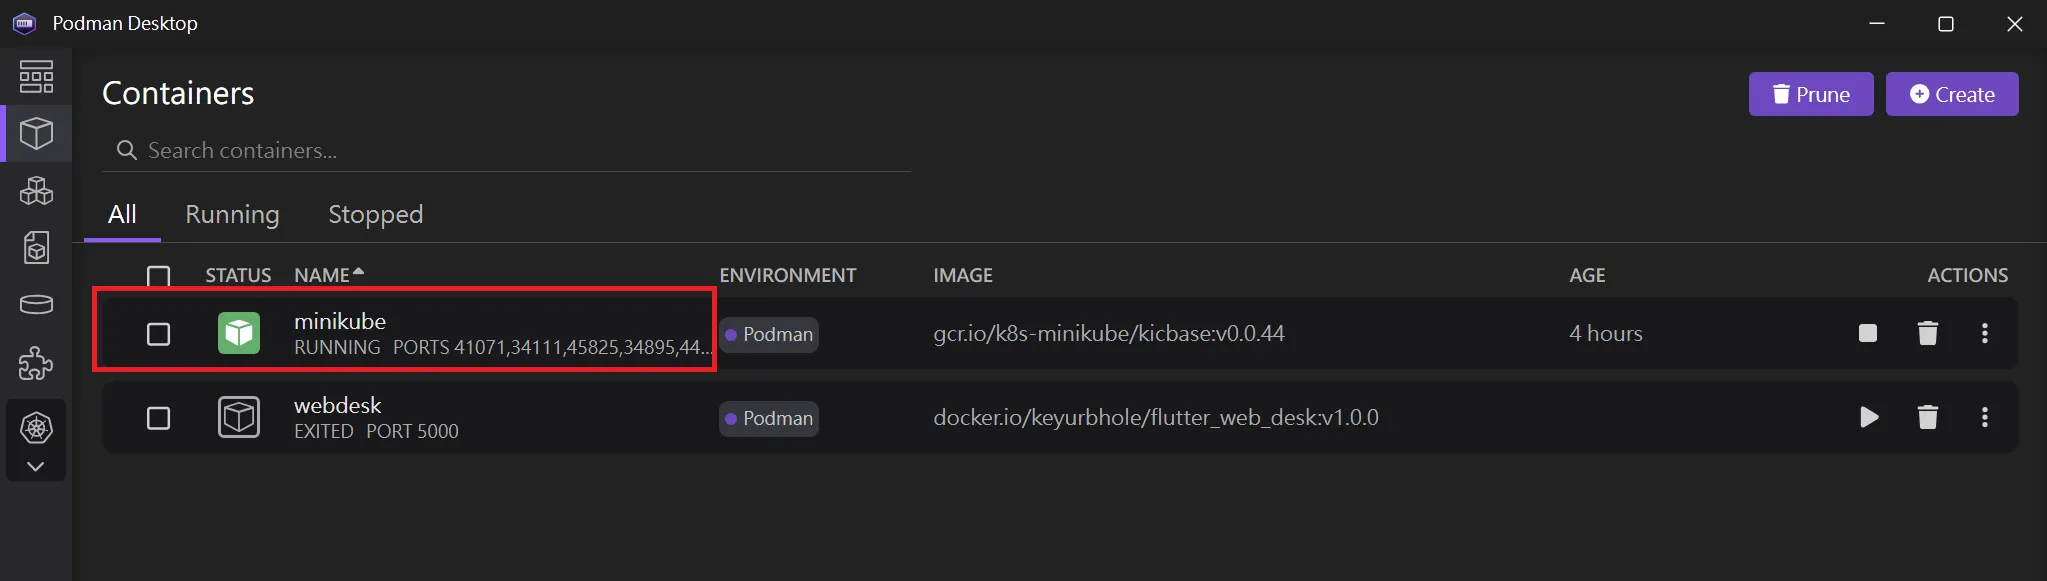 Podman Desktop
Containers
Prune
Create
Search containers...
All Running Stopped
STATUS NAME ENVIRONMENT IMAGE AGE ACTIONS
minikube
RUNNING PORTS 41071,34111,45825,34895,44...
Podman
gcr.io/k8s-minikube/kicbase:v0.0.44
4 hours
webdesk
EXITED PORT 5000
Podman
docker.io/keyurbhole/flutter_web_desk:v1.0.0